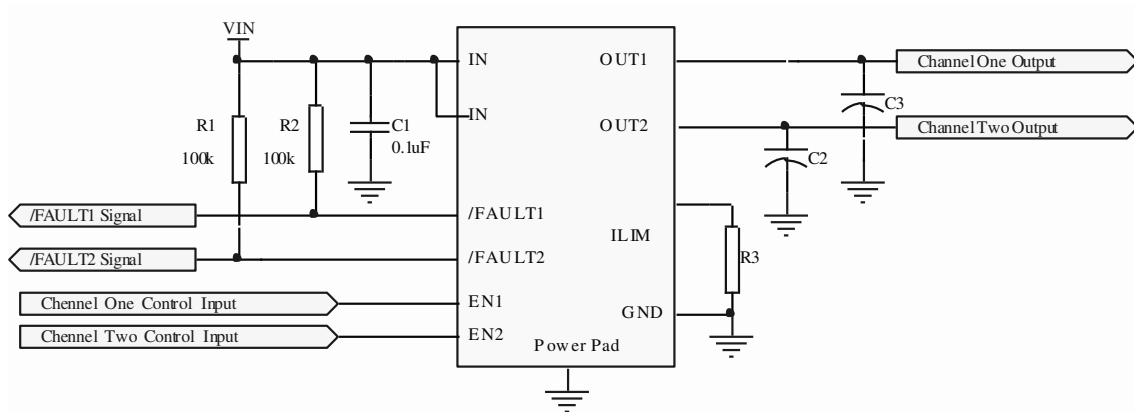 VIN
IN
OUT1
Channel One Output
IN
C3
R1
R2
C1
100k
100k
0.1uF
OUT2
Channel Two Output
C2
/FAULT1 Signal
/FAULT1
ILIM
R3
/FAULT2 Signal
/FAULT2
Chennel One Control Input
EN1
GND
Channel Two Control Input
EN2
Power Pad